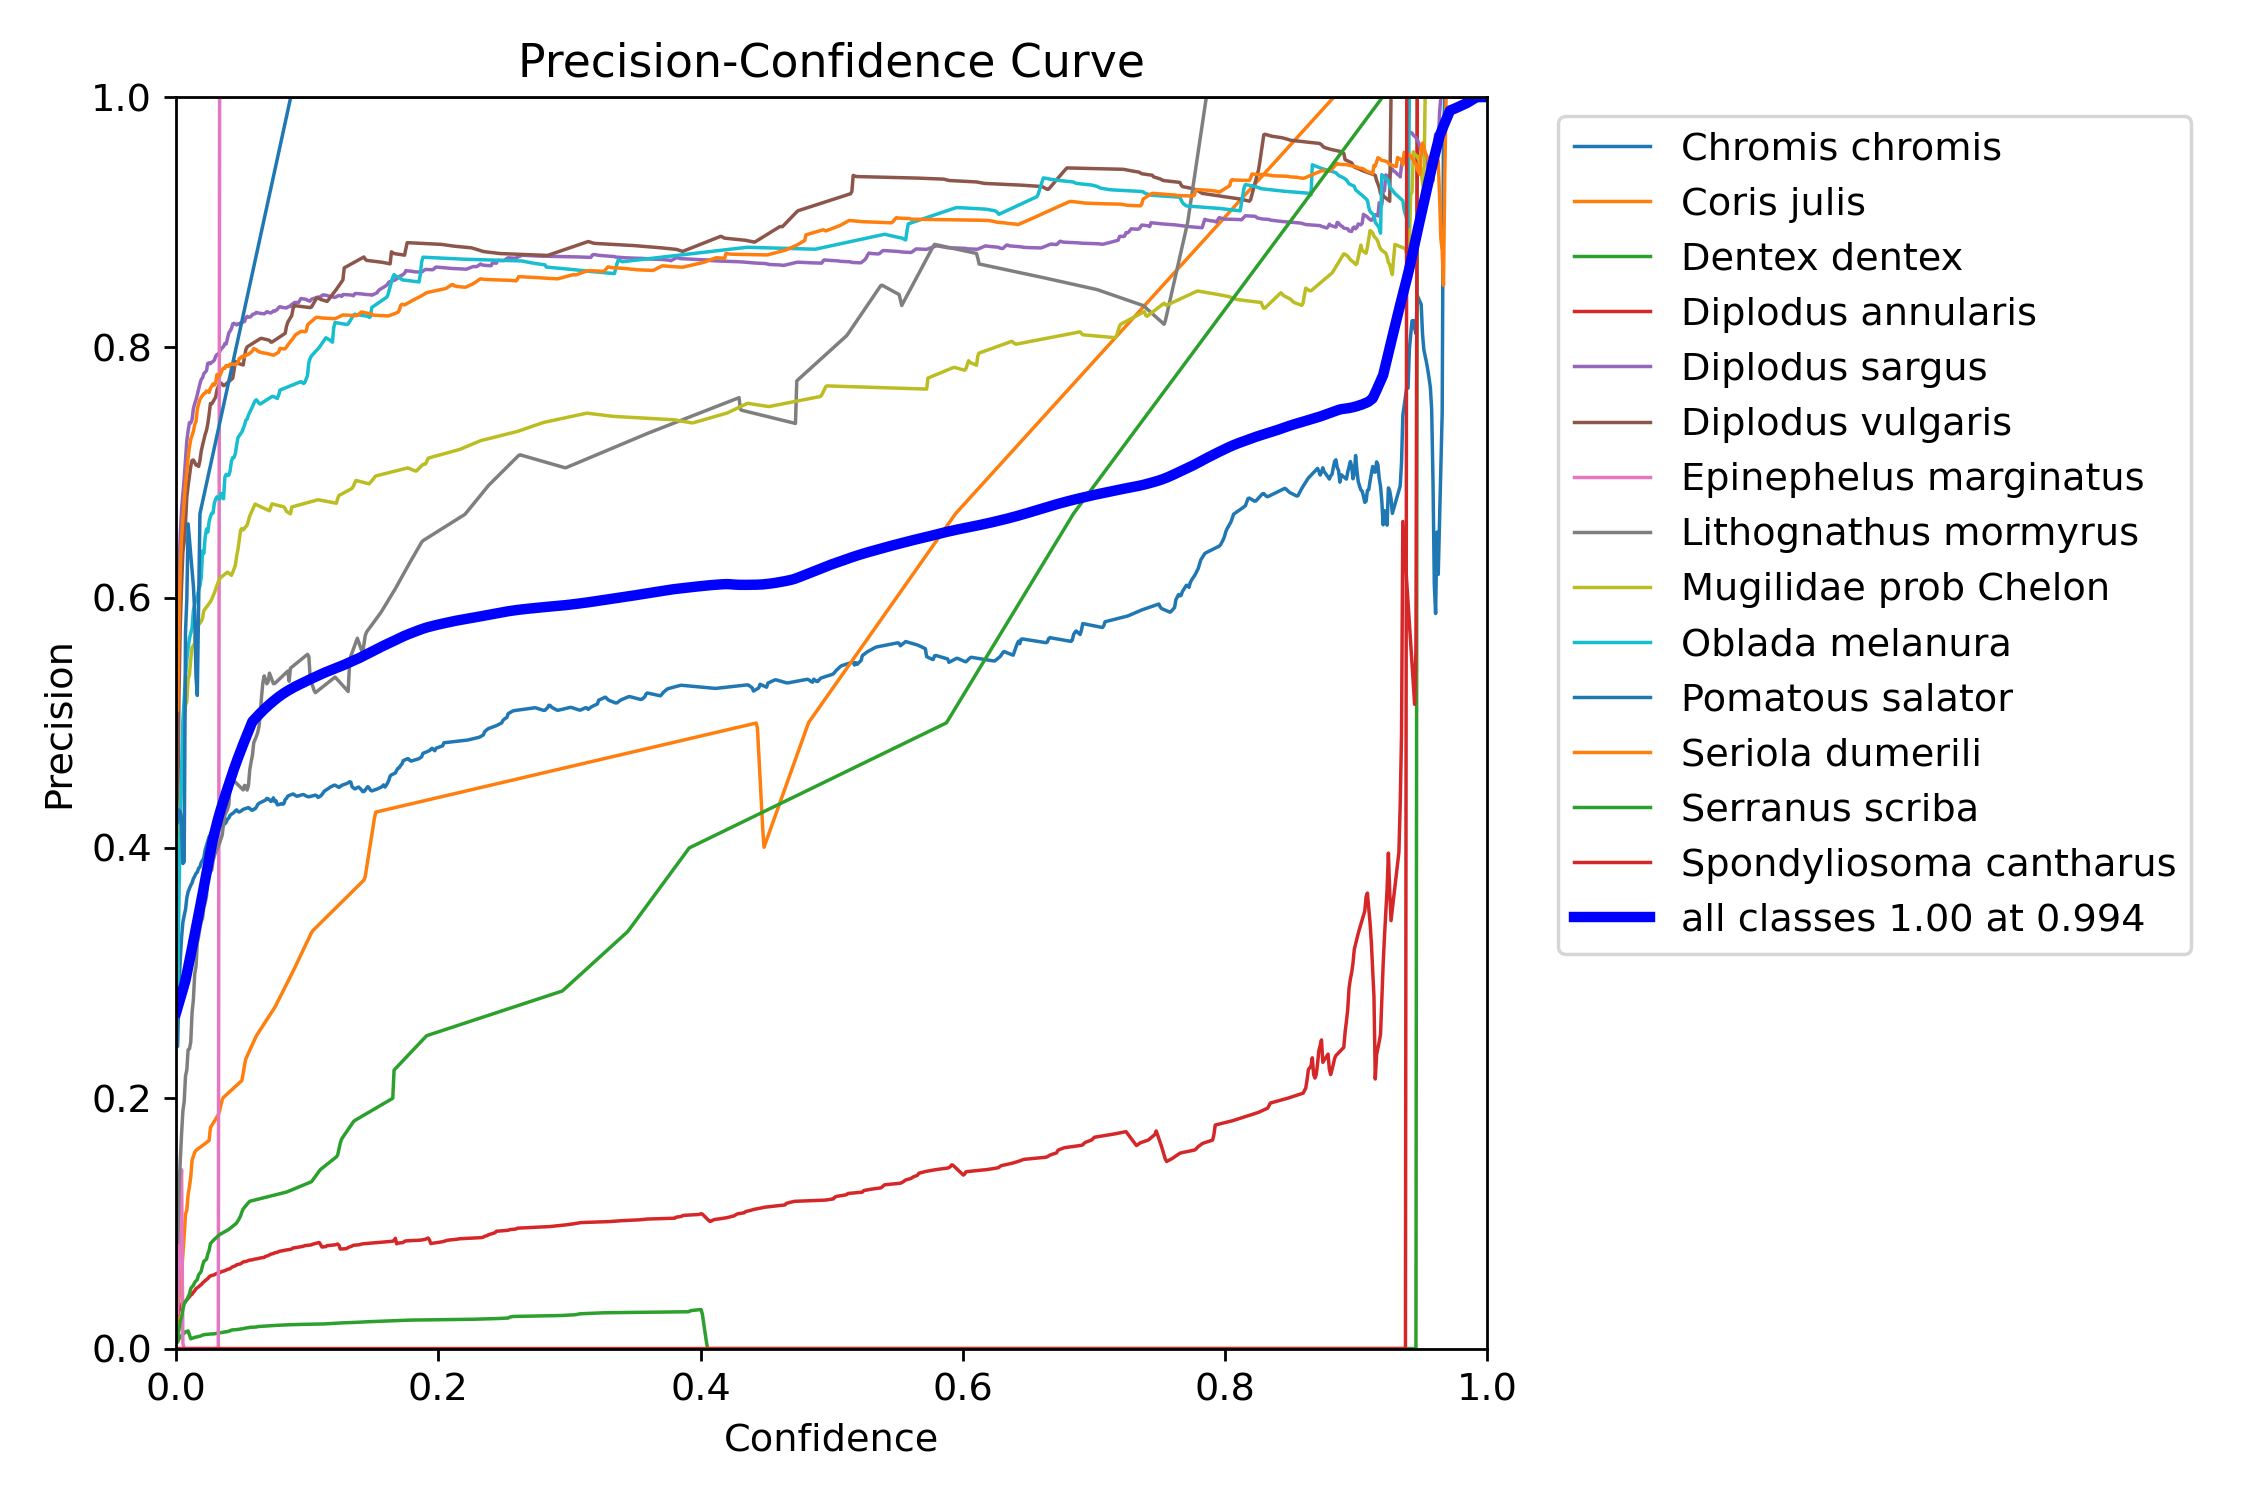 Precision-Confidence Curve
Precision
1.0
0.8
0.6
0.4
0.2
0.0
0.0 0.2 0.4 0.6 0.8 1.0
Confidence
Chromis chromis
Coris julis
Dentex dentex
Diplodus annularis
Diplodus sargus
Diplodus vulgaris
Epinephelus marginatus
Lithognathus mormyrus
Mugilidae prob Chelon
Oblada melanura
Pomatous salator
Seriola dumerili
Serranus scriba
Spondyliosoma cantharus
all classes 1.00 at 0.994